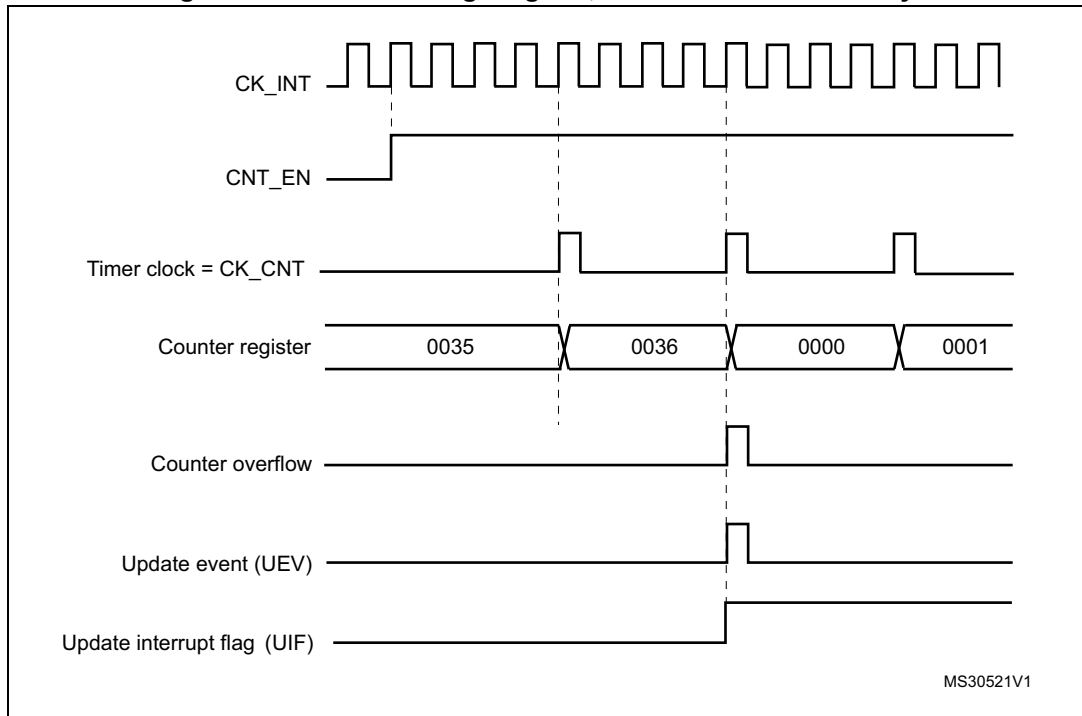 CK_INT
CNT_EN
Timer clock = CK_CNT
Counter register 0035 0036 0000 0001
Counter overflow
Update event (UEV)
Update interrupt flag (UIF)
MS30521V1